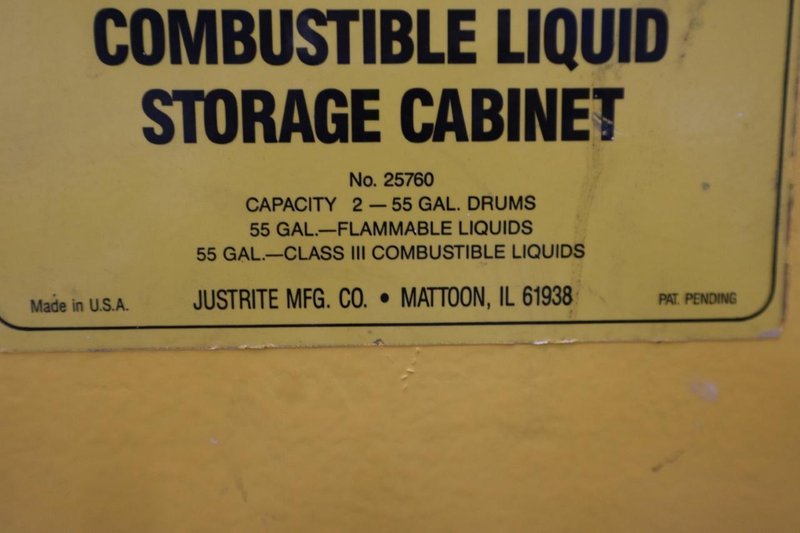 COMBUSTIBLE LIQUID
STORAGE CABINET
No. 25760
CAPACITY 2 — 55 GAL. DRUMS
55 GAL.—FLAMMABLE LIQUIDS
55 GAL.—CLASS III COMBUSTIBLE LIQUIDS
Made in U.S.A. JUSTRITE MFG. CO. • MATTOON, IL 61938 PAT. PENDING